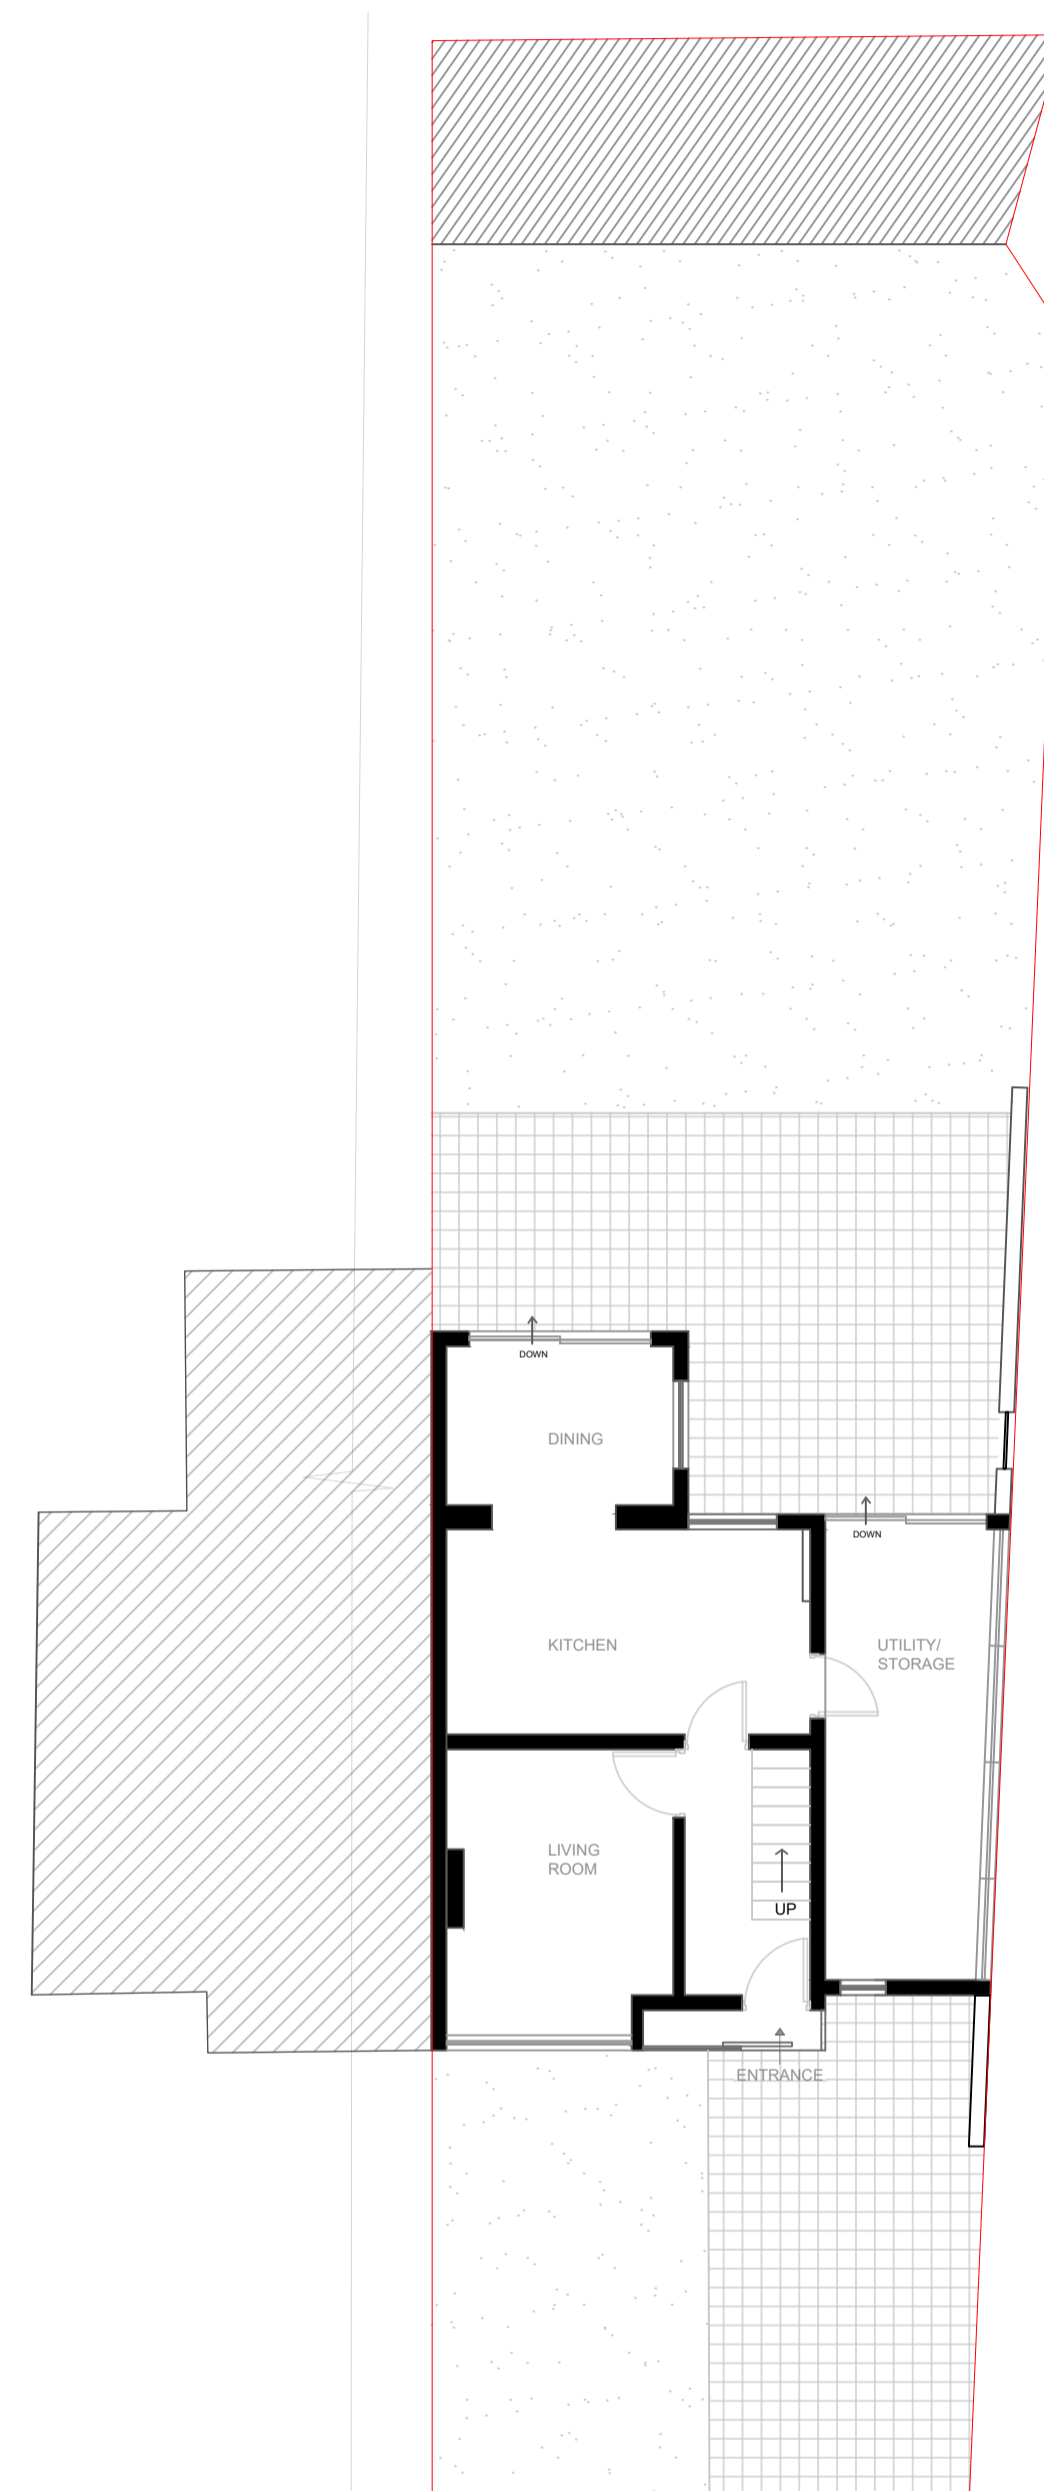 DOWN
DINING
DOWN
KITCHEN
UTILITY/
STORAGE
LIVING
ROOM
UP
ENTRANCE